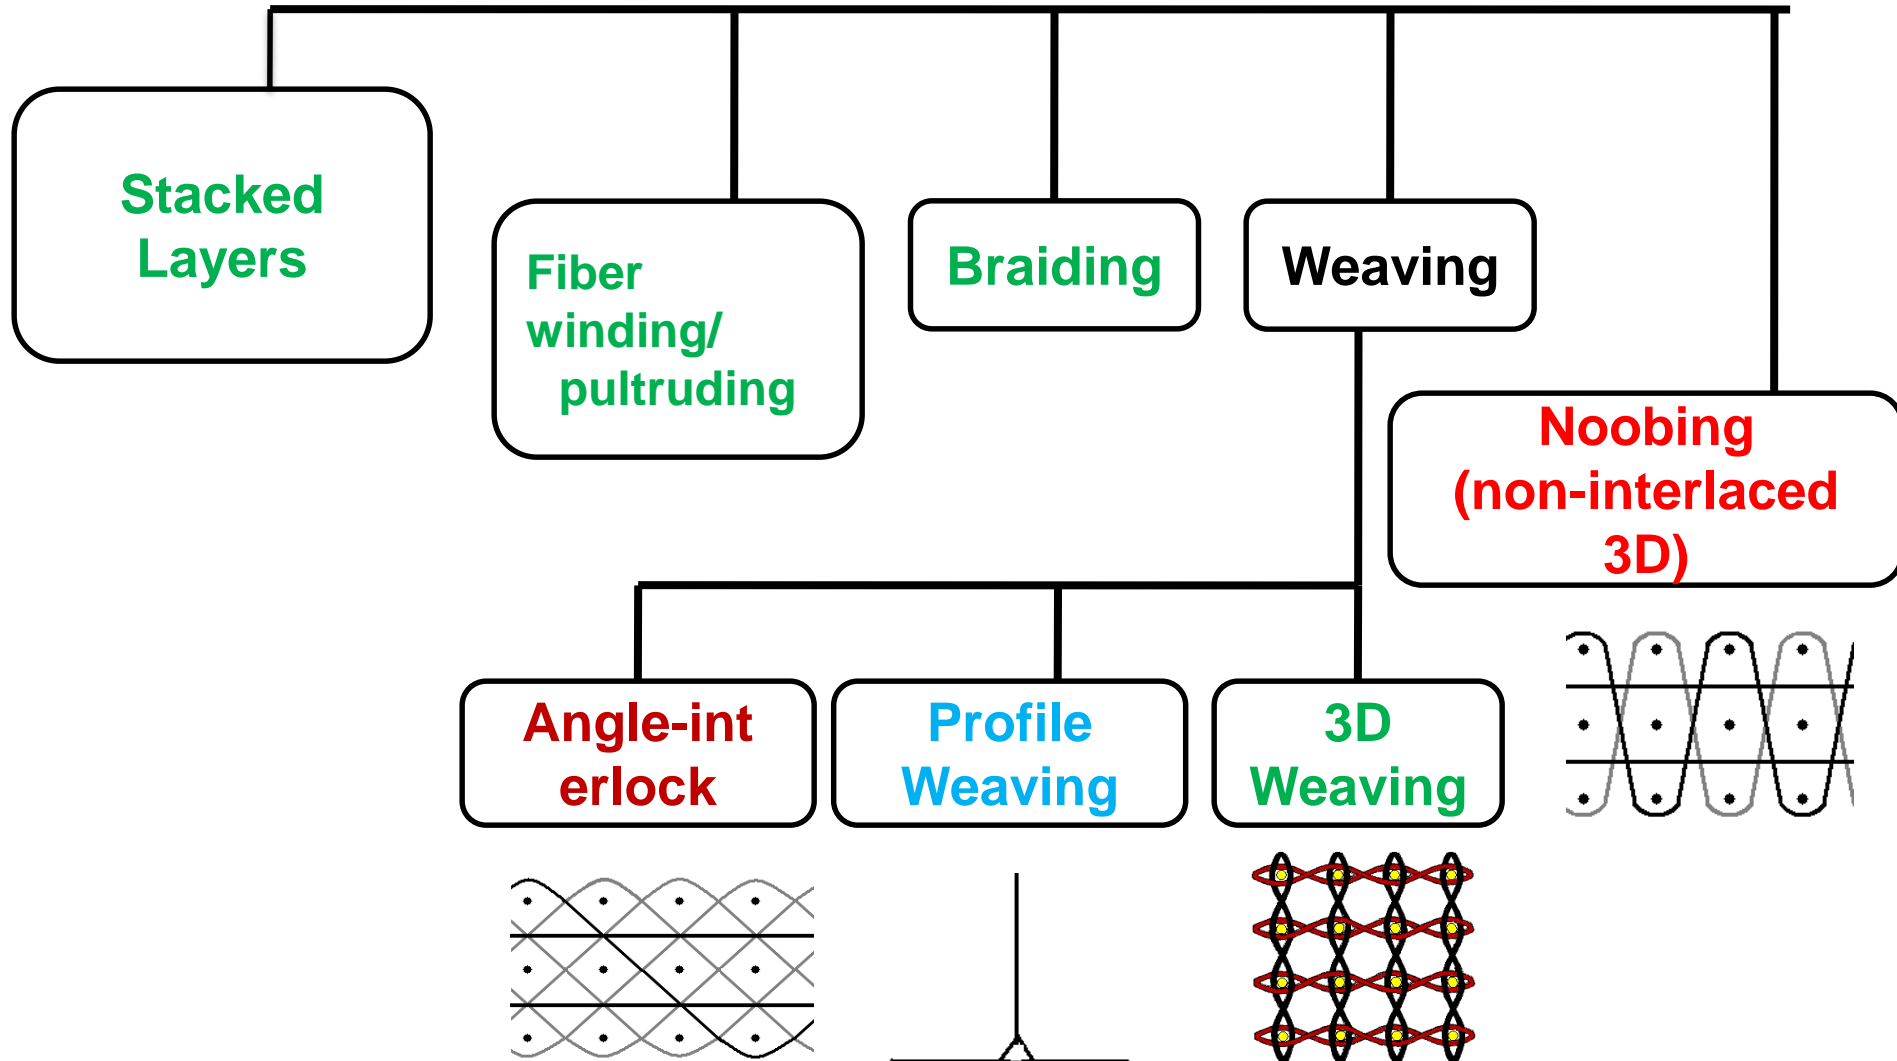 Stacked
Layers
Fiber
winding/
pultruding
Braiding
Weaving
Noobing
(non-interlaced
3D)
Angle-int
erlock
Profile
Weaving
3D
Weaving